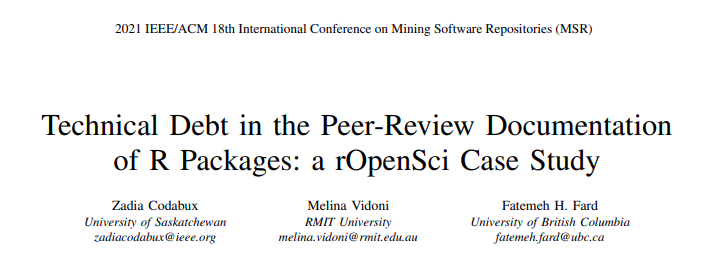 2021 IEEE/ACM 18th International Conference on Mining Software Repositories (MSR)
Technical Debt in the Peer-Review Documentation
of R Packages: a rOpenSci Case Study
Zadia Codabux
University of Saskatchewan
zadiacodabux@ieee.org
Melina Vidoni
RMIT University
melina.vidoni@rmit.edu.au
Fatemeh H. Fard
University of British Columbia
fatemeh.fard@ubc.ca